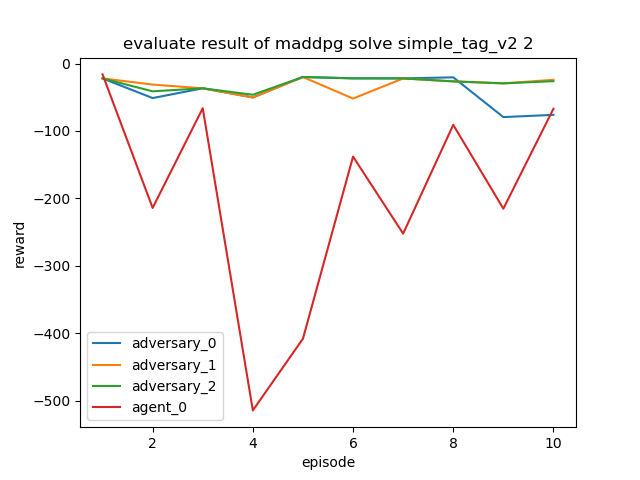 evaluate result of maddpg solve simple_tag_v2 2
0
−100
−200
−300
−400
−500
reward
adversary_0
adversary_1
adversary_2
agent_0
2
4
6
8
10
episode